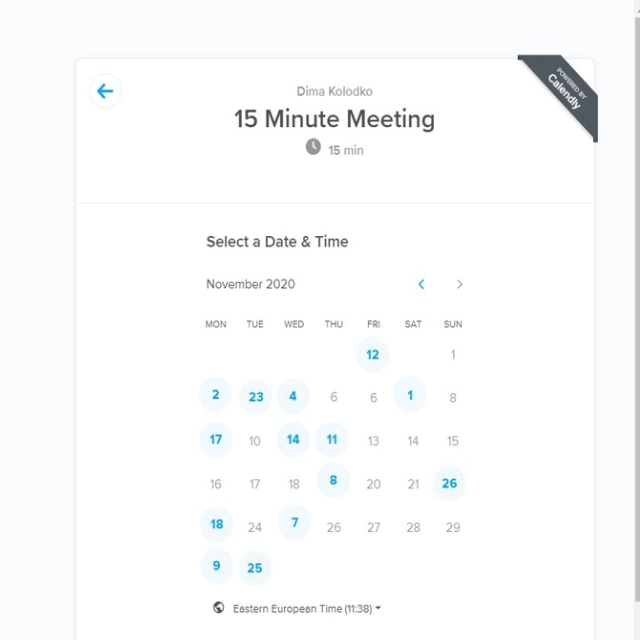 POWERED BY
Calendly
Dima Kolodko
15 Minute Meeting
15 min
Select a Date & Time
November 2020
MON TUE WED THU FRI SAT SUN
12 1
2 23 4 6 6 1 8
17 10 14 11 13 14 15
16 17 18 8 20 21 26
18 24 7 26 27 28 29
9 25
Eastern European Time (11:38)